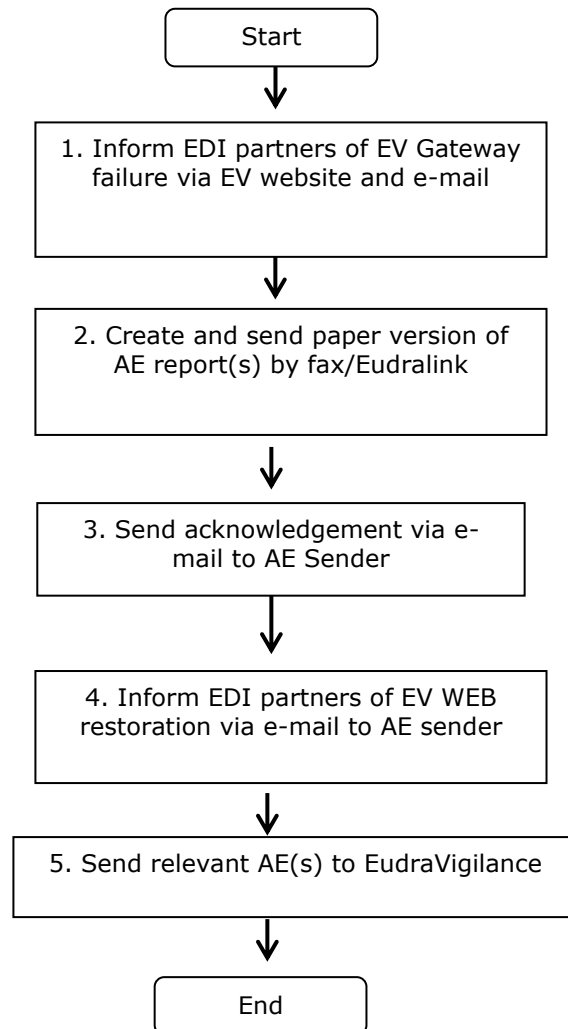 Start
1. Inform EDI partners of EV Gateway
failure via EV website and e-mail
2. Create and send paper version of
AE report(s) by fax/Eudralink
3. Send acknowledgement via e-
mail to AE Sender
4. Inform EDI partners of EV WEB
restoration via e-mail to AE sender
5. Send relevant AE(s) to EudraVigilance
End